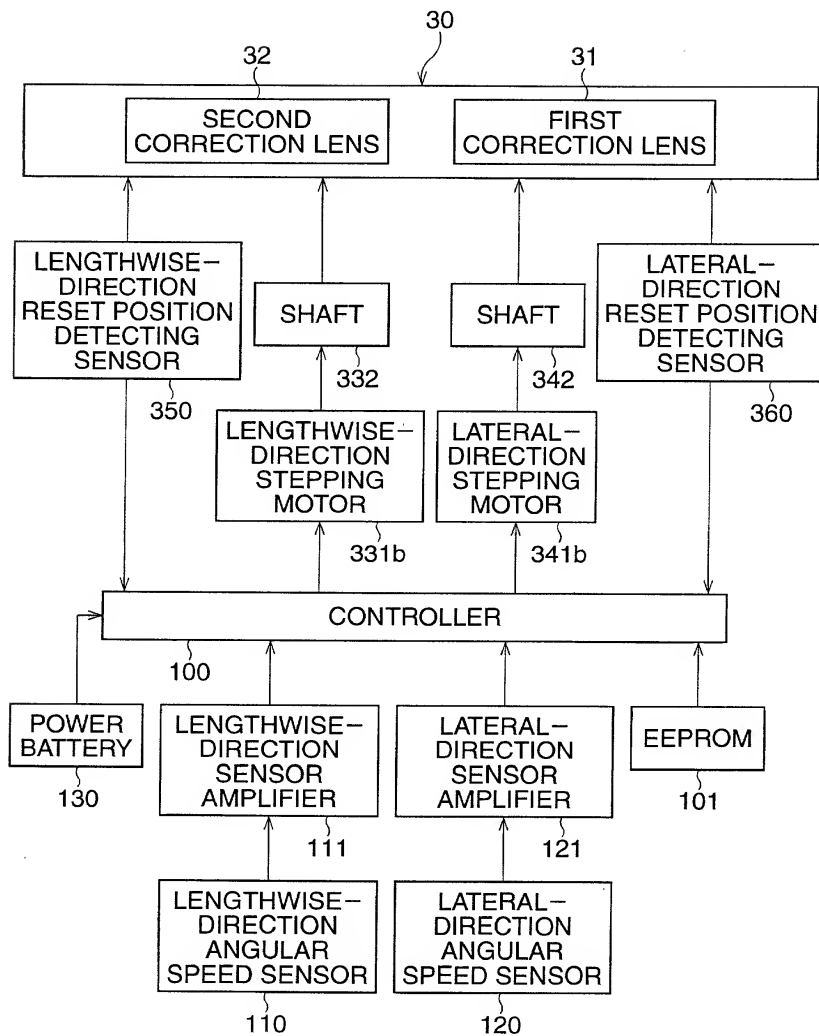 30
32
31
SECOND
CORRECTION LENS
FIRST
CORRECTION LENS
LENGTHWISE-
DIRECTION
RESET POSITION
DETECTING
SENSOR
350
SHAFT
332
SHAFT
342
LATERAL-
DIRECTION
RESET POSITION
DETECTING
SENSOR
360
LENGTHWISE-
DIRECTION
STEPPING
MOTOR
331b
LATERAL-
DIRECTION
STEPPING
MOTOR
341b
CONTROLLER
100
POWER
BATTERY
130
LENGTHWISE-
DIRECTION
SENSOR
AMPLIFIER
111
LATERAL-
DIRECTION
SENSOR
AMPLIFIER
121
EEPROM
101
LENGTHWISE-
DIRECTION
ANGULAR
SPEED SENSOR
110
LATERAL-
DIRECTION
ANGULAR
SPEED SENSOR
120